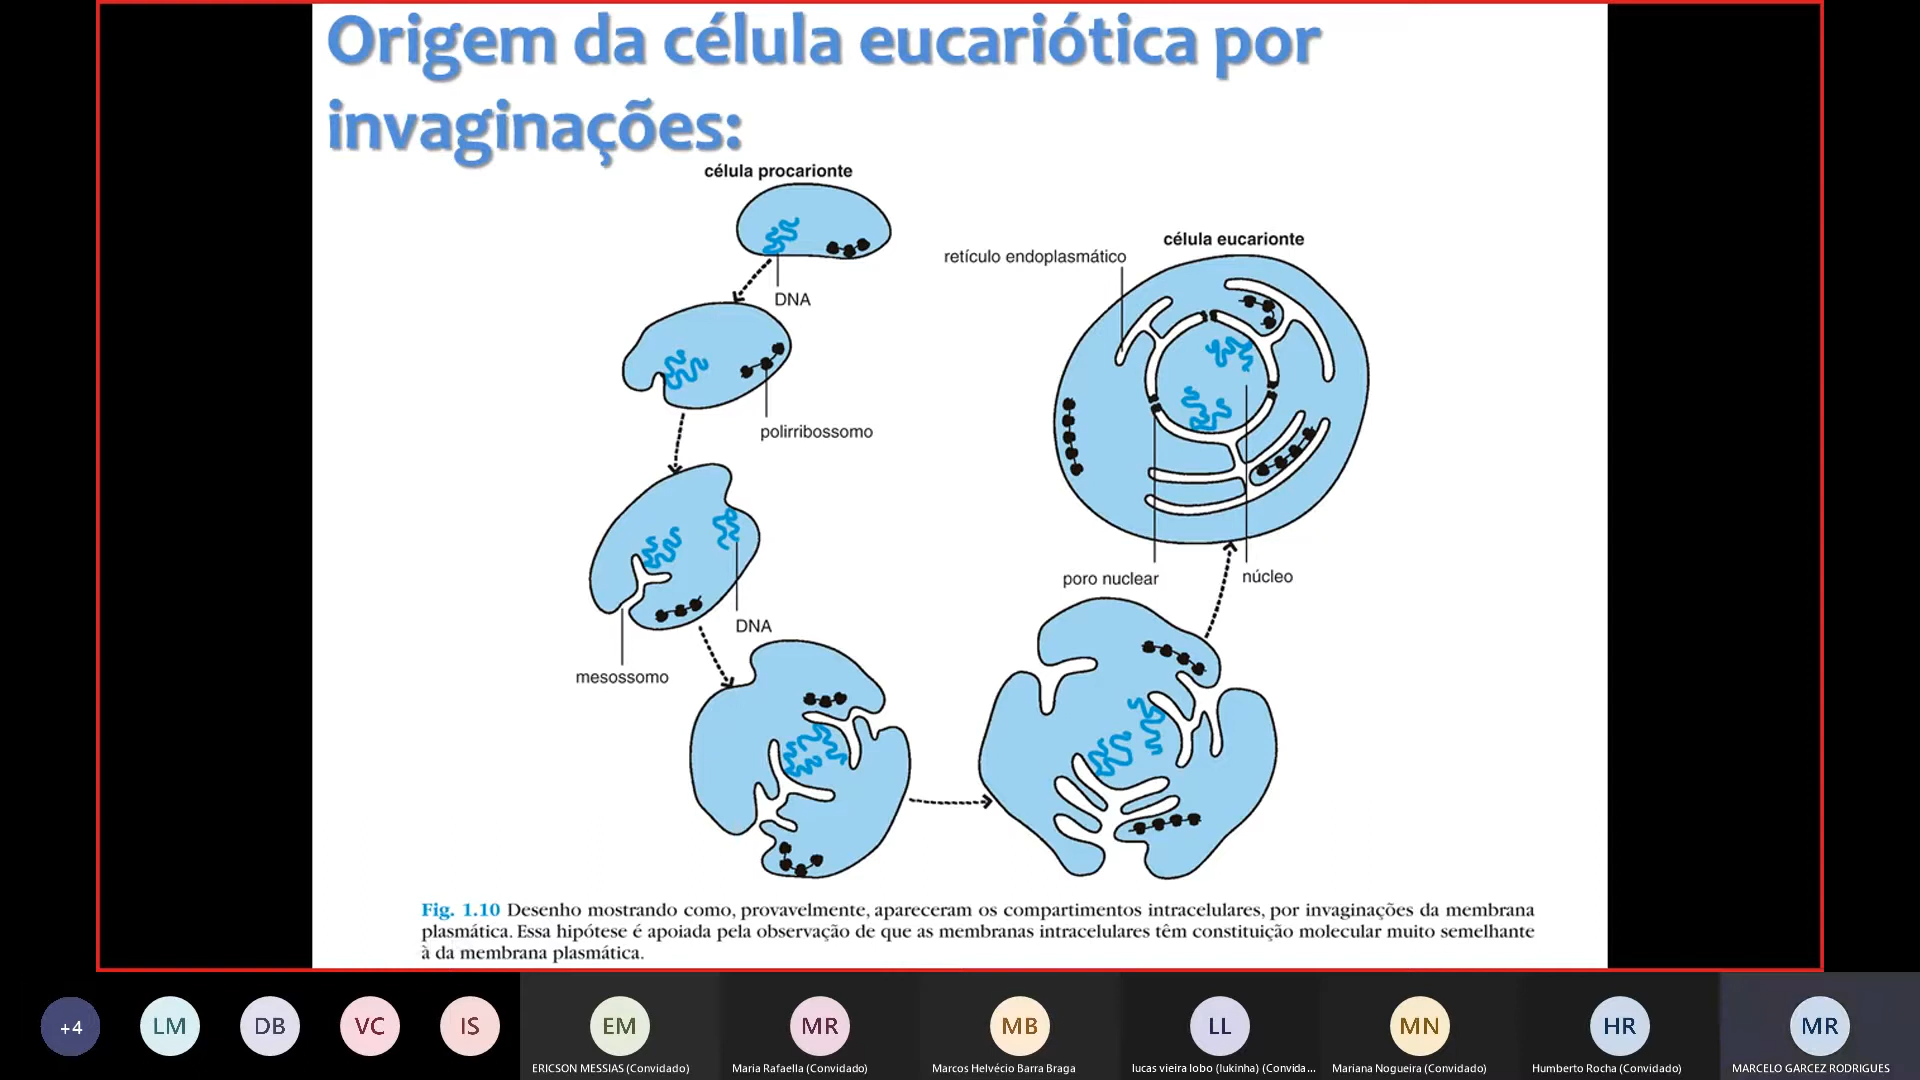 Origem da célula eucariótica por
invaginações:
célula procarionte
DNA
polirribossomo
DNA
mesossomo
célula eucarionte
retículo endoplasmático
poro nuclear
núcleo
Fig. 1.10 Desenho mostrando como, provavelmente, apareceram os compartimentos intracelulares, por invaginações da membrana
plasmática. Essa hipótese é apoiada pela observação de que as membranas intracelulares têm constituição molecular muito semelhante
à da membrana plasmática.
+4
LM
DB
VC
IS
EM
MR
MB
LL
MN
HR
MR
ERICSON MESSIAS (Convidado)
Maria Rafaella (Convidado)
Marcos Helvécio Barra Braga
lucas vieira lobo (lukinha) (Convida...
Mariana Nogueira (Convidado)
Humberto Rocha (Convidado)
MARCELO GARCEZ RODRIGUES